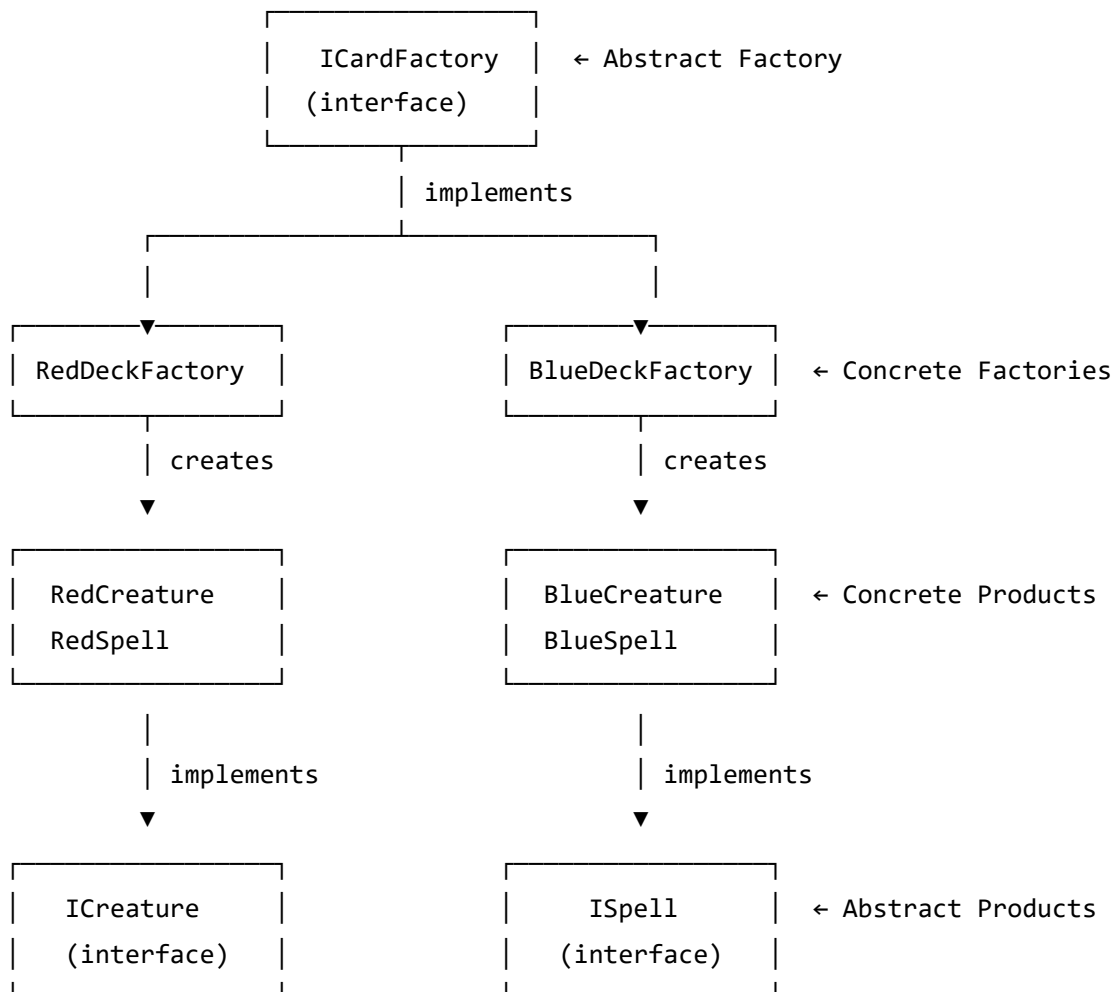 ICardFactory ← Abstract Factory
(interface)
implements
RedDeckFactory BlueDeckFactory ← Concrete Factories
creates creates
RedCreature BlueCreature ← Concrete Products
RedSpell BlueSpell
implements implements
ICreature ISpell ← Abstract Products
(interface) (interface)